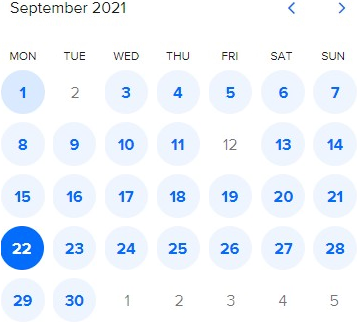 September 2021
MON TUE WED THU FRI SAT SUN
1 2 3 4 5 6 7
8 9 10 11 12 13 14
15 16 17 18 19 20 21
22 23 24 25 26 27 28
29 30 1 2 3 4 5